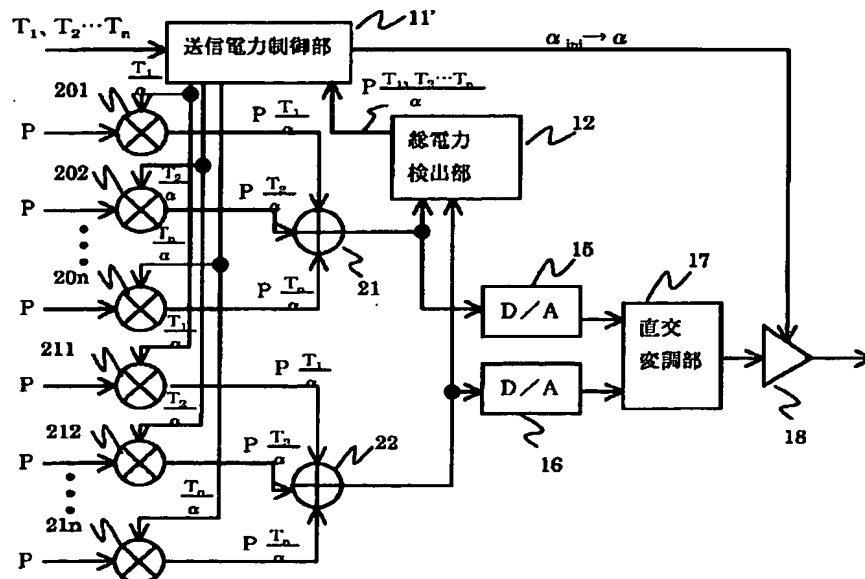 T₁、T₂…Tₙ
11'
送信電力制御部
α_ini→α
T₁/α
201
P
P T₁/α
P T₁, T₂…Tₙ/α
総電力
検出部
12
202
T₂/α
P
P T₂/α
21
20n
Tₙ/α
P
P Tₙ/α
15
D/A
17
直交
変調部
18
211
T₁/α
P
P T₁/α
D/A
16
212
T₂/α
P
P T₂/α
22
21n
Tₙ/α
P
P Tₙ/α